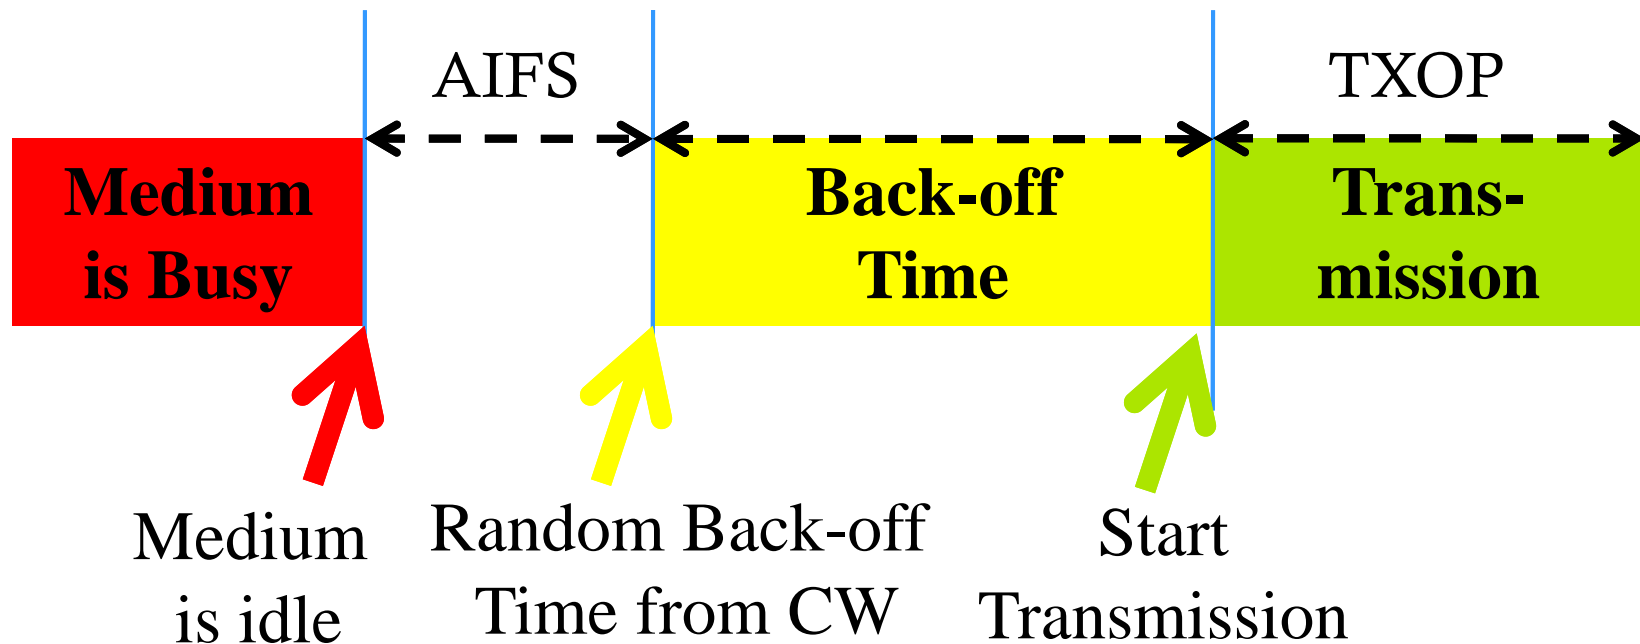 AIFS
TXOP
Medium
is Busy
Back-off
Time
Trans-
mission
Medium
is idle
Random Back-off
Time from CW
Start
Transmission